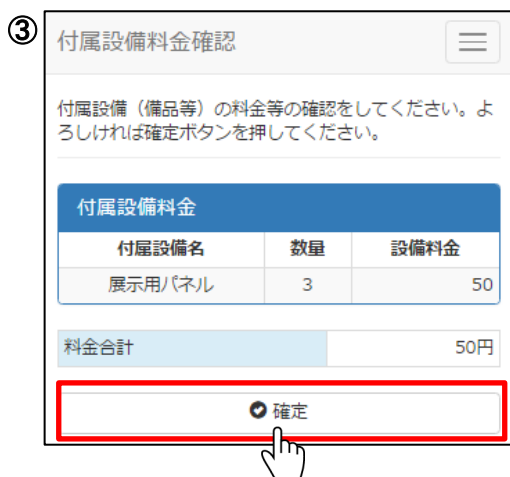 ③
付属設備料金確認
付属設備（備品等）の料金等の確認をしてください。よ
ろしければ確定ボタンを押してください。
付属設備料金
付属設備名 数量 設備料金
展示用パネル 3 50
料金合計 50円
確定